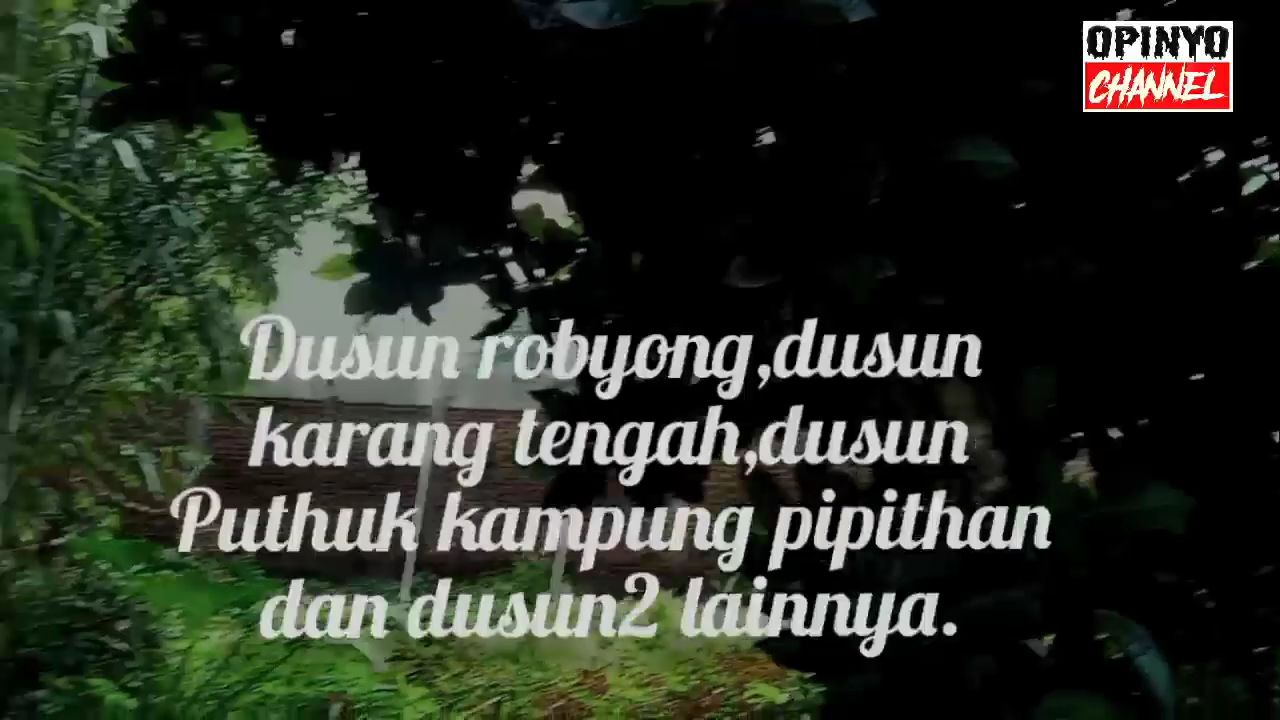 OPINYO
CHANNEL
Dusun robyong,dusun
karang tengah,dusun
Puthuk kampung pipithan
dan dusun2 lainnya.